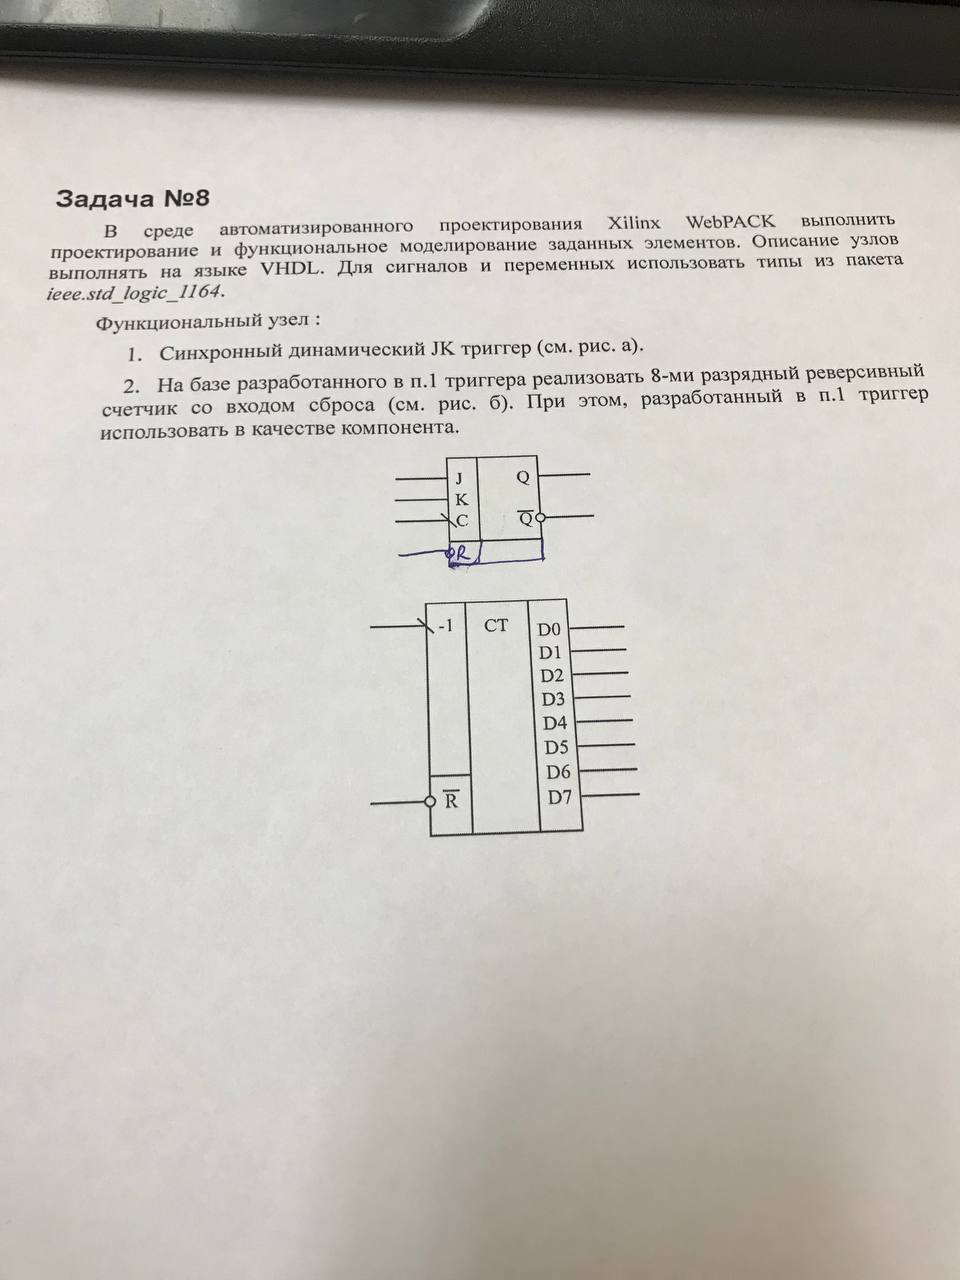 Задача №8
В среде автоматизированного проектирования Xilinx WebPACK выполнить
проектирование и функциональное моделирование заданных элементов. Описание узлов
выполнять на языке VHDL. Для сигналов и переменных использовать типы из пакета
ieee.std_logic_1164.
Функциональный узел :
1. Синхронный динамический JK триггер (см. рис. а).
2. На базе разработанного в п.1 триггера реализовать 8-ми разрядный реверсивный
счетчик со входом сброса (см. рис. б). При этом, разработанный в п.1 триггер
использовать в качестве компонента.
J Q
K
C Q̅
R
-1 CT D0
D1
D2
D3
D4
D5
D6
R̅ D7